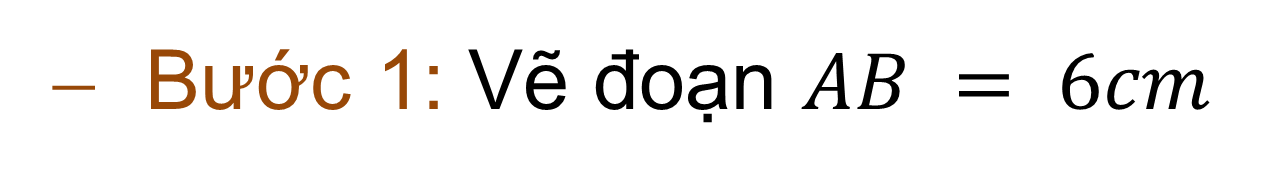 – Bước 1: Vẽ đoạn AB = 6cm